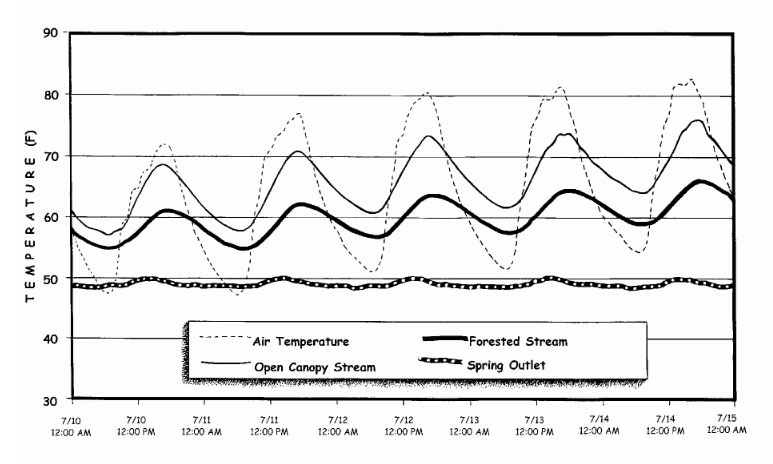 90
80
70
60
50
40
30
TEMPERATURE (F)
Air Temperature
Forested Stream
Open Canopy Stream
Spring Outlet
7/10 7/10 7/11 7/11 7/12 7/12 7/13 7/13 7/14 7/14 7/15
12:00 AM 12:00 PM 12:00 AM 12:00 PM 12:00 AM 12:00 PM 12:00 AM 12:00 PM 12:00 AM 12:00 PM 12:00 AM